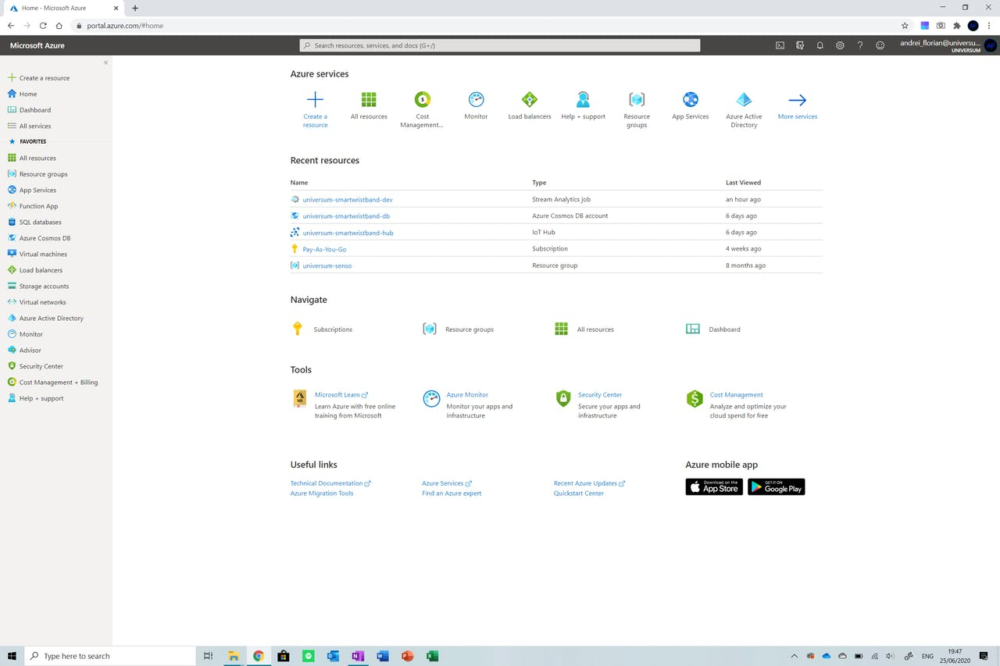 Home - Microsoft Azure
portal.azure.com/#home
Microsoft Azure
Search resources, services, and docs (G+/)
andrei_florian@universu...
UNIVERSUM
AF
Create a resource
Home
Dashboard
All services
FAVORITES
All resources
Resource groups
App Services
Function App
SQL databases
Azure Cosmos DB
Virtual machines
Load balancers
Storage accounts
Virtual networks
Azure Active Directory
Monitor
Advisor
Security Center
Cost Management + Billing
Help + support
Azure services
Create a
resource
All resources
Cost
Management...
Monitor
Load balancers
Help + support
Resource
groups
App Services
Azure Active
Directory
More services
Recent resources
Name Type Last Viewed
universum-smartwristband-dev Stream Analytics job an hour ago
universum-smartwristband-db Azure Cosmos DB account 6 days ago
universum-smartwristband-hub IoT Hub 6 days ago
Pay-As-You-Go Subscription 4 weeks ago
universum-senso Resource group 8 months ago
Navigate
Subscriptions Resource groups All resources Dashboard
Tools
Microsoft Learn
Learn Azure with free online
training from Microsoft
Azure Monitor
Monitor your apps and
infrastructure
Security Center
Secure your apps and
infrastructure
Cost Management
Analyze and optimize your
cloud spend for free
Useful links
Technical Documentation
Azure Migration Tools
Azure Services
Find an Azure expert
Recent Azure Updates
Quickstart Center
Azure mobile app
Download on the
App Store
GET IT ON
Google Play
Type here to search
ENG
19:47
25/06/2020